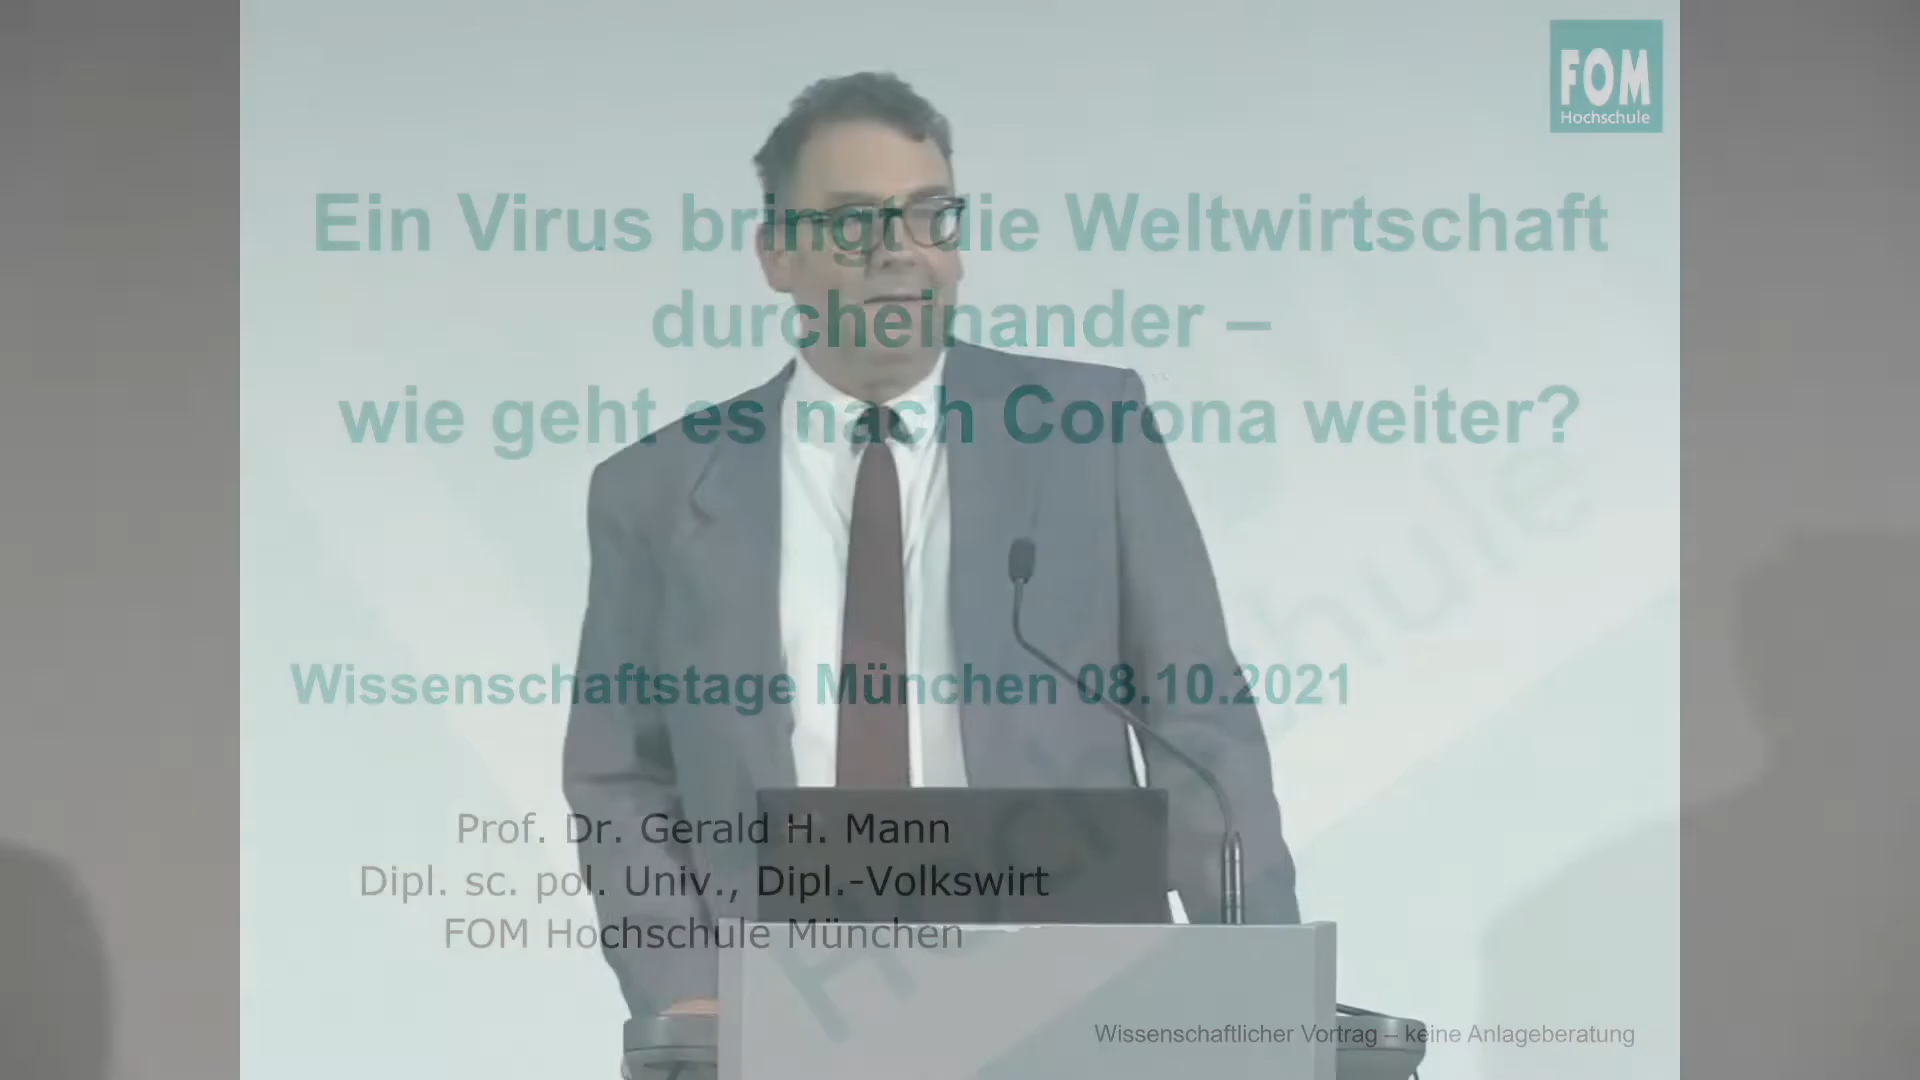 FOM
Hochschule
Ein Virus bringt die Weltwirtschaft
durcheinander –
wie geht es nach Corona weiter?
Wissenschaftstage München 08.10.2021
Prof. Dr. Gerald H. Mann
Dipl. sc. pol. Univ., Dipl.-Volkswirt
FOM Hochschule München
Wissenschaftlicher Vortrag – keine Anlageberatung
Hochschule